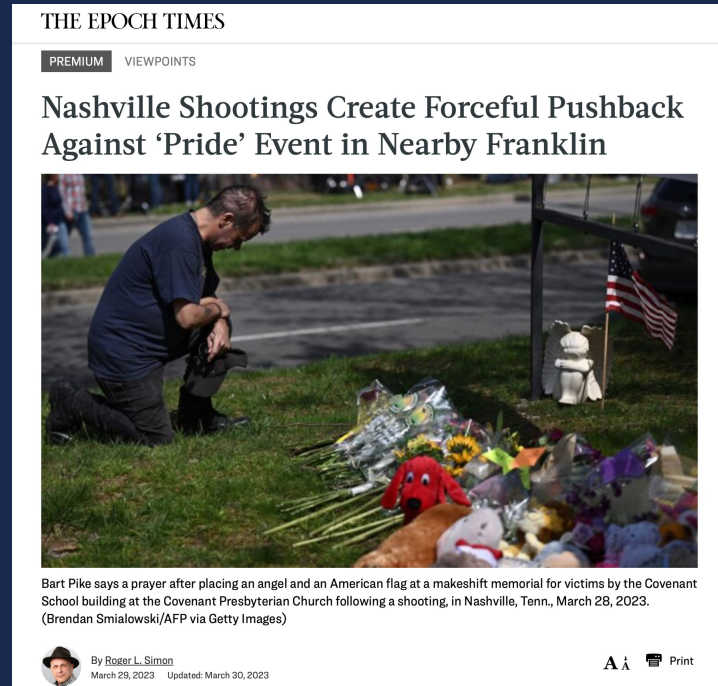 THE EPOCH TIMES
PREMIUM VIEWPOINTS
Nashville Shootings Create Forceful Pushback
Against ‘Pride’ Event in Nearby Franklin
Bart Pike says a prayer after placing an angel and an American flag at a makeshift memorial for victims by the Covenant
School building at the Covenant Presbyterian Church following a shooting, in Nashville, Tenn., March 28, 2023.
(Brendan Smialowski/AFP via Getty Images)
By Roger L. Simon
March 29, 2023 Updated: March 30, 2023
A A Print